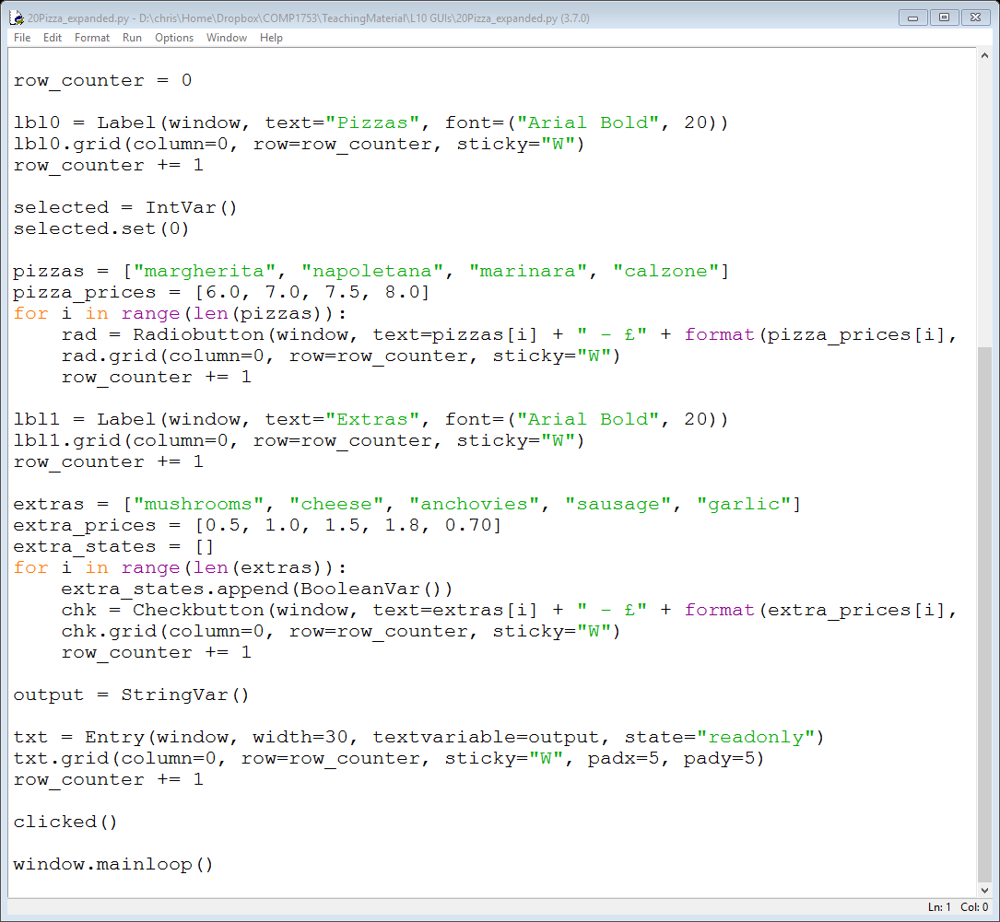 20Pizza_expanded.py - D:\chris\Home\Dropbox\COMP1753\TeachingMaterial\L10 GUIs\20Pizza_expanded.py (3.7.0)
File Edit Format Run Options Window Help
row_counter = 0
lbl0 = Label(window, text="Pizzas", font=("Arial Bold", 20))
lbl0.grid(column=0, row=row_counter, sticky="W")
row_counter += 1
selected = IntVar()
selected.set(0)
pizzas = ["margherita", "napoletana", "marinara", "calzone"]
pizza_prices = [6.0, 7.0, 7.5, 8.0]
for i in range(len(pizzas)):
    rad = Radiobutton(window, text=pizzas[i] + " - £" + format(pizza_prices[i],
    rad.grid(column=0, row=row_counter, sticky="W")
    row_counter += 1
lbl1 = Label(window, text="Extras", font=("Arial Bold", 20))
lbl1.grid(column=0, row=row_counter, sticky="W")
row_counter += 1
extras = ["mushrooms", "cheese", "anchovies", "sausage", "garlic"]
extra_prices = [0.5, 1.0, 1.5, 1.8, 0.70]
extra_states = []
for i in range(len(extras)):
    extra_states.append(BooleanVar())
    chk = Checkbutton(window, text=extras[i] + " - £" + format(extra_prices[i],
    chk.grid(column=0, row=row_counter, sticky="W")
    row_counter += 1
output = StringVar()
txt = Entry(window, width=30, textvariable=output, state="readonly")
txt.grid(column=0, row=row_counter, sticky="W", padx=5, pady=5)
row_counter += 1
clicked()
window.mainloop()
Ln: 1 Col: 0